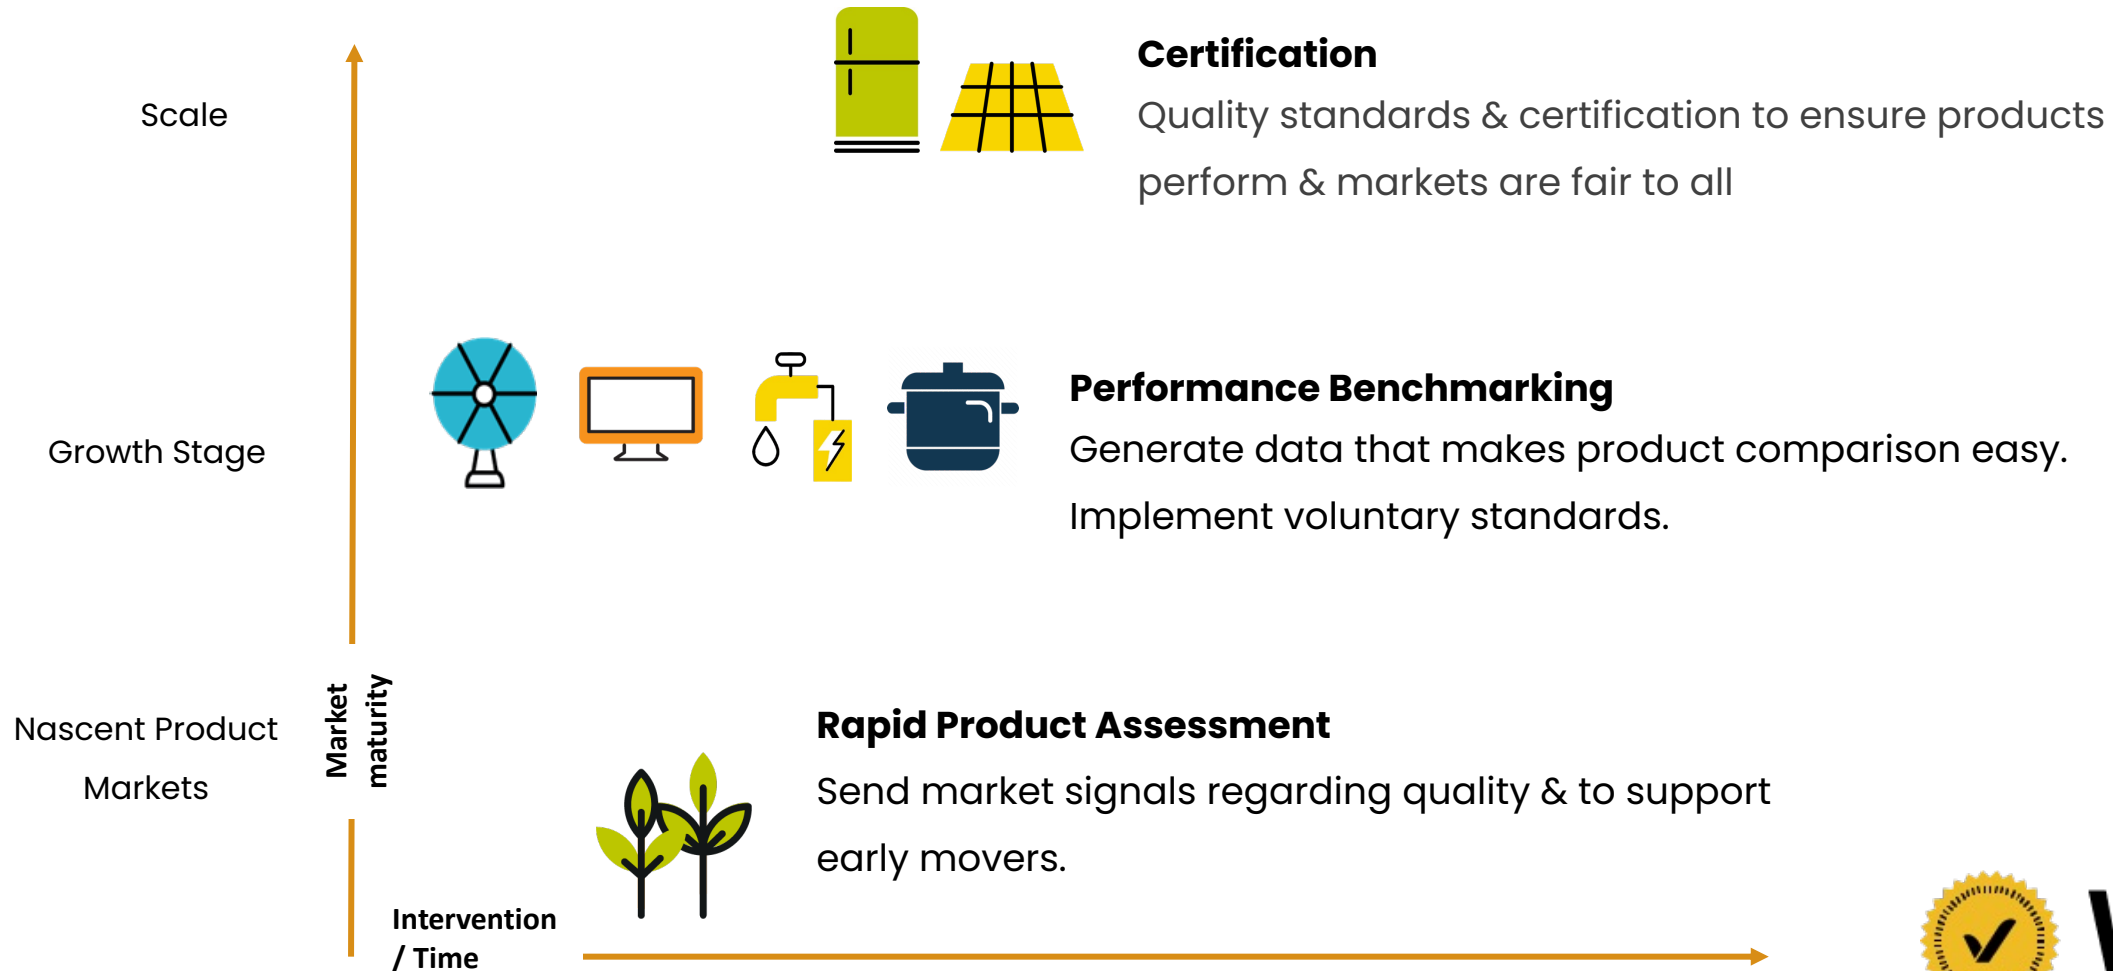 Scale
Certification
Quality standards & certification to ensure products
perform & markets are fair to all
Growth Stage
Performance Benchmarking
Generate data that makes product comparison easy.
Implement voluntary standards.
Nascent Product
Markets
Market
maturity
Rapid Product Assessment
Send market signals regarding quality & to support
early movers.
Intervention
/ Time